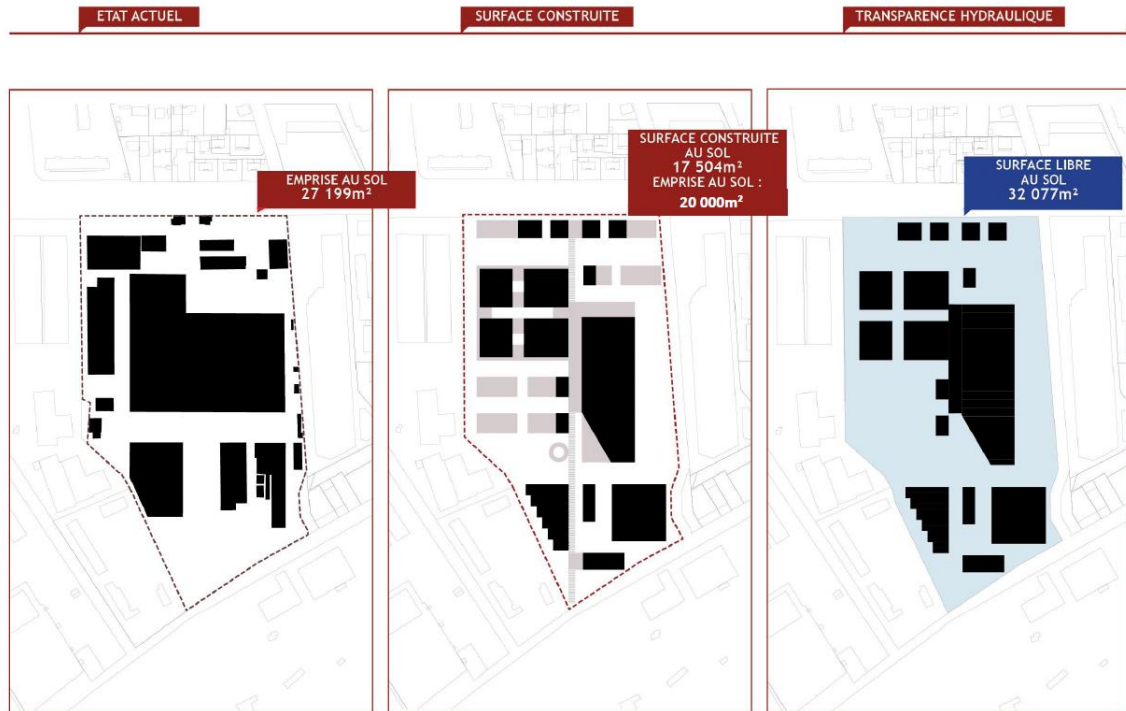 ETAT ACTUEL
SURFACE CONSTRUITE
TRANSPARENCE HYDRAULIQUE
EMPRISE AU SOL
27 199m²
SURFACE CONSTRUITE
AU SOL
17 504m²
EMPRISE AU SOL :
20 000m²
SURFACE LIBRE
AU SOL
32 077m²